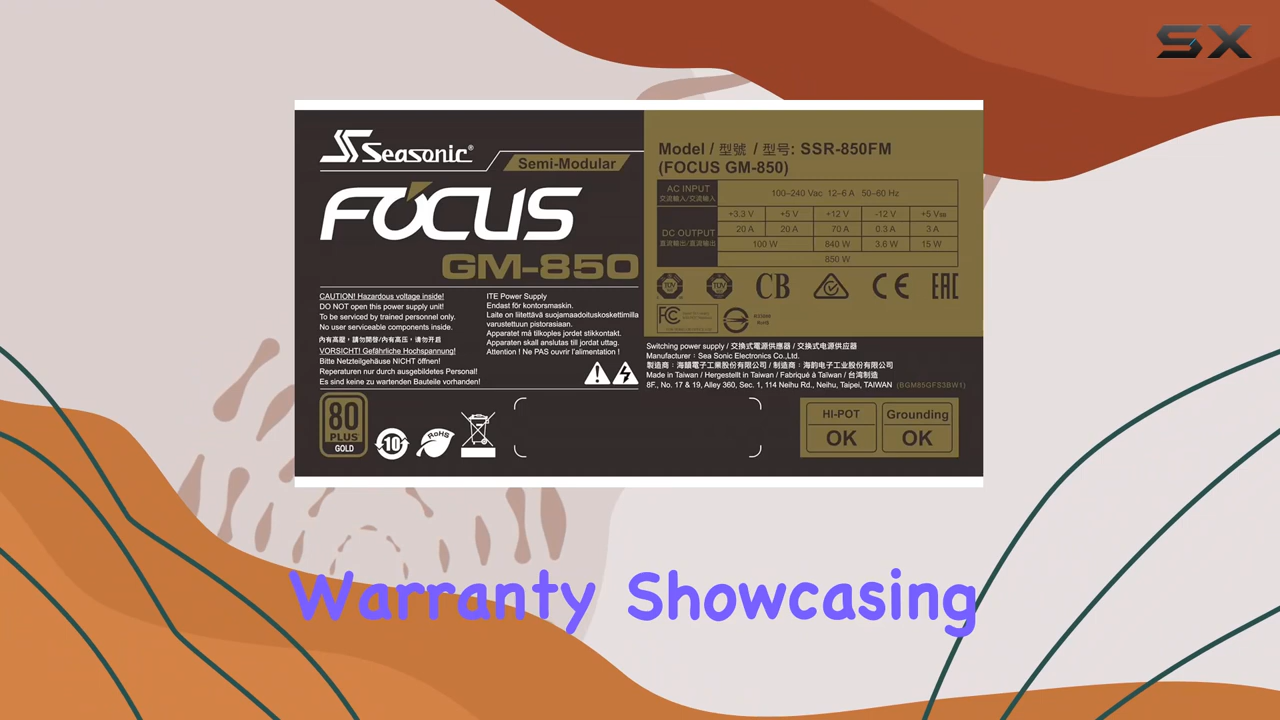 SX
Seasonic®
Semi-Modular
FOCUS
GM-850
Model / 型號 / 型号: SSR-850FM
(FOCUS GM-850)
AC INPUT
交流輸入/交流输入
100–240 Vac 12–6 A 50–60 Hz
DC OUTPUT
直流輸出/直流输出
+3.3 V +5 V +12 V -12 V +5 VSB
20 A 20 A 70 A 0.3 A 3 A
100 W 840 W 3.6 W 15 W
850 W
TÜV TÜV CB CE EAC
FC
CAUTION! Hazardous voltage inside!
DO NOT open this power supply unit!
To be serviced by trained personnel only.
No user serviceable components inside.
內有高壓，請勿開啓/内有高压，请勿开启
VORSICHT! Gefährliche Hochspannung!
Bitte Netzteilgehäuse NICHT öffnen!
Reperaturen nur durch ausgebildetes Personal!
Es sind keine zu wartenden Bauteile vorhanden!
ITE Power Supply
Endast för kontorsmaskin.
Laite on liitettävä suojamaadoituskoskettimilla
varustettuun pistorasiaan.
Apparatet må tilkoples jordet stikkontakt.
Apparaten skall anslutas till jordat uttag.
Attention ! Ne PAS ouvrir l'alimentation !
Switching power supply / 交換式電源供應器 / 交换式电源供应器
Manufacturer : Sea Sonic Electronics Co.,Ltd.
製造商 : 海韻電子工業股份有限公司 / 制造商 : 海韵电子工业股份有限公司
Made in Taiwan / Hergestellt in Taiwan / Fabriqué à Taiwan / 台湾制造
8F., No. 17 & 19, Alley 360, Sec. 1, 114 Neihu Rd., Neihu, Taipei, TAIWAN (BGM85GFS3BW1)
80
PLUS
GOLD
10
RoHS
HI-POT
OK
Grounding
OK
Warranty Showcasing